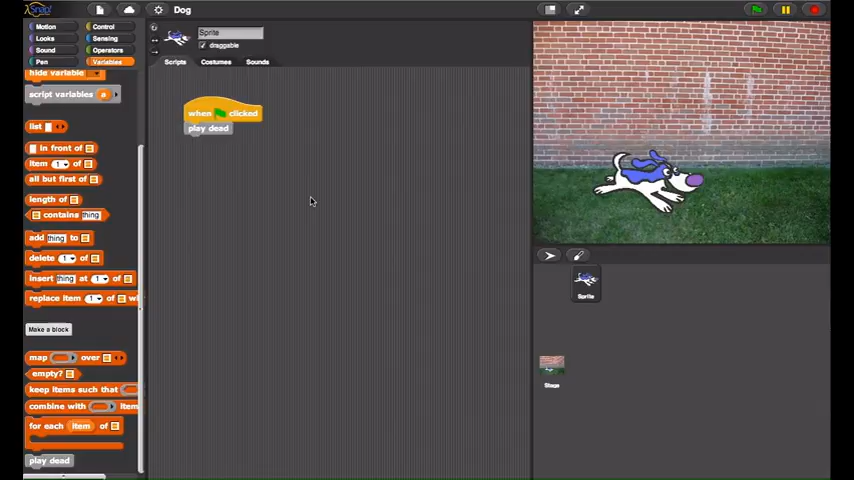 Snap!
Dog
Motion
Control
Looks
Sensing
Sound
Operators
Pen
Variables
Sprite
draggable
Scripts
Costumes
Sounds
hide variable
script variables a
list
in front of
item 1 of
all but first of
length of
contains thing
add thing to
delete 1 of
insert thing at 1 of
replace item 1 of wi
Make a block
map over
empty?
keep items such that
combine with item
for each item of
play dead
when clicked
play dead
Sprite
Stage